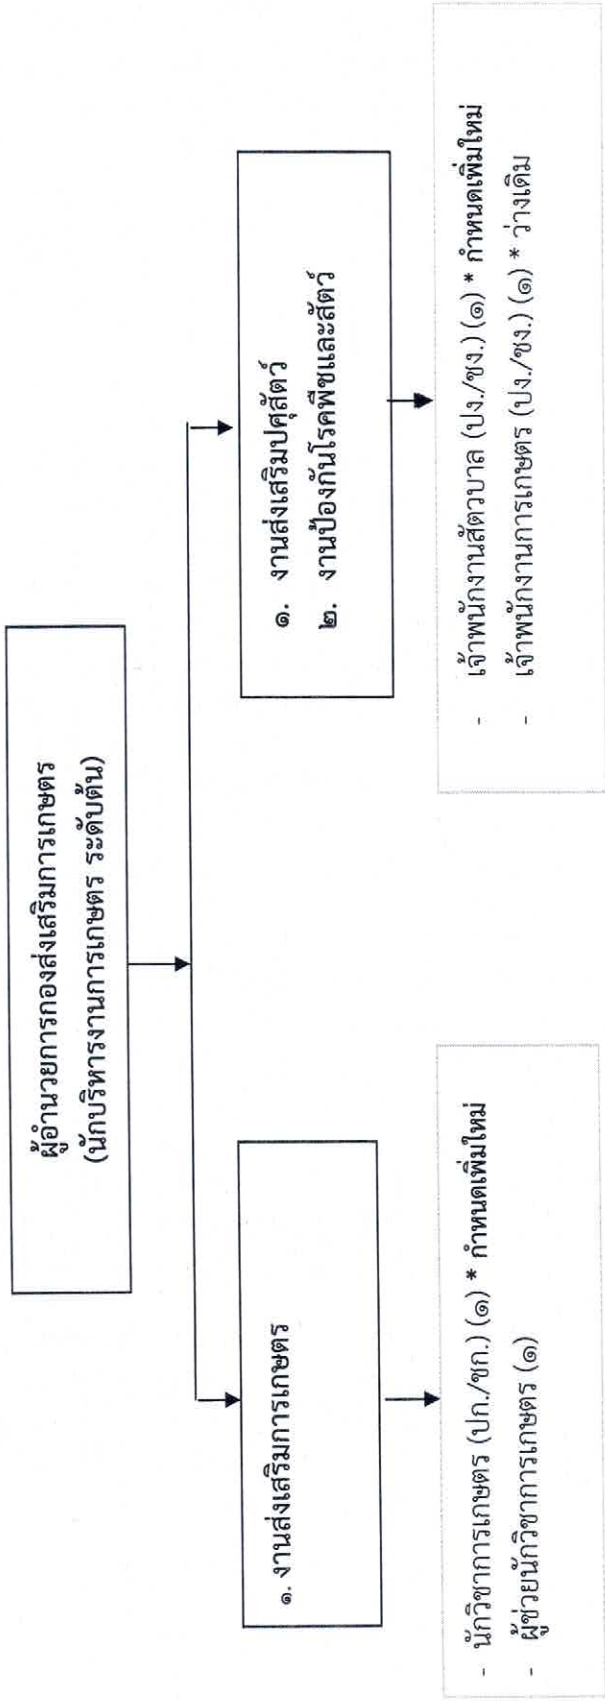 ผู้อำนวยการกองส่งเสริมการเกษตร
(นักบริหารงานการเกษตร ระดับต้น)
๑. งานส่งเสริมการเกษตร
- นักวิชาการเกษตร (ปก./ชก.) (๑) * กำหนดเพิ่มใหม่
- ผู้ช่วยนักวิชาการเกษตร (๑)
๑. งานส่งเสริมปศุสัตว์
๒. งานป้องกันโรคพืชและสัตว์
- เจ้าพนักงานสัตวบาล (ปง./ชง.) (๑) * กำหนดเพิ่มใหม่
- เจ้าพนักงานการเกษตร (ปง./ชง.) (๑) * ว่างเดิม